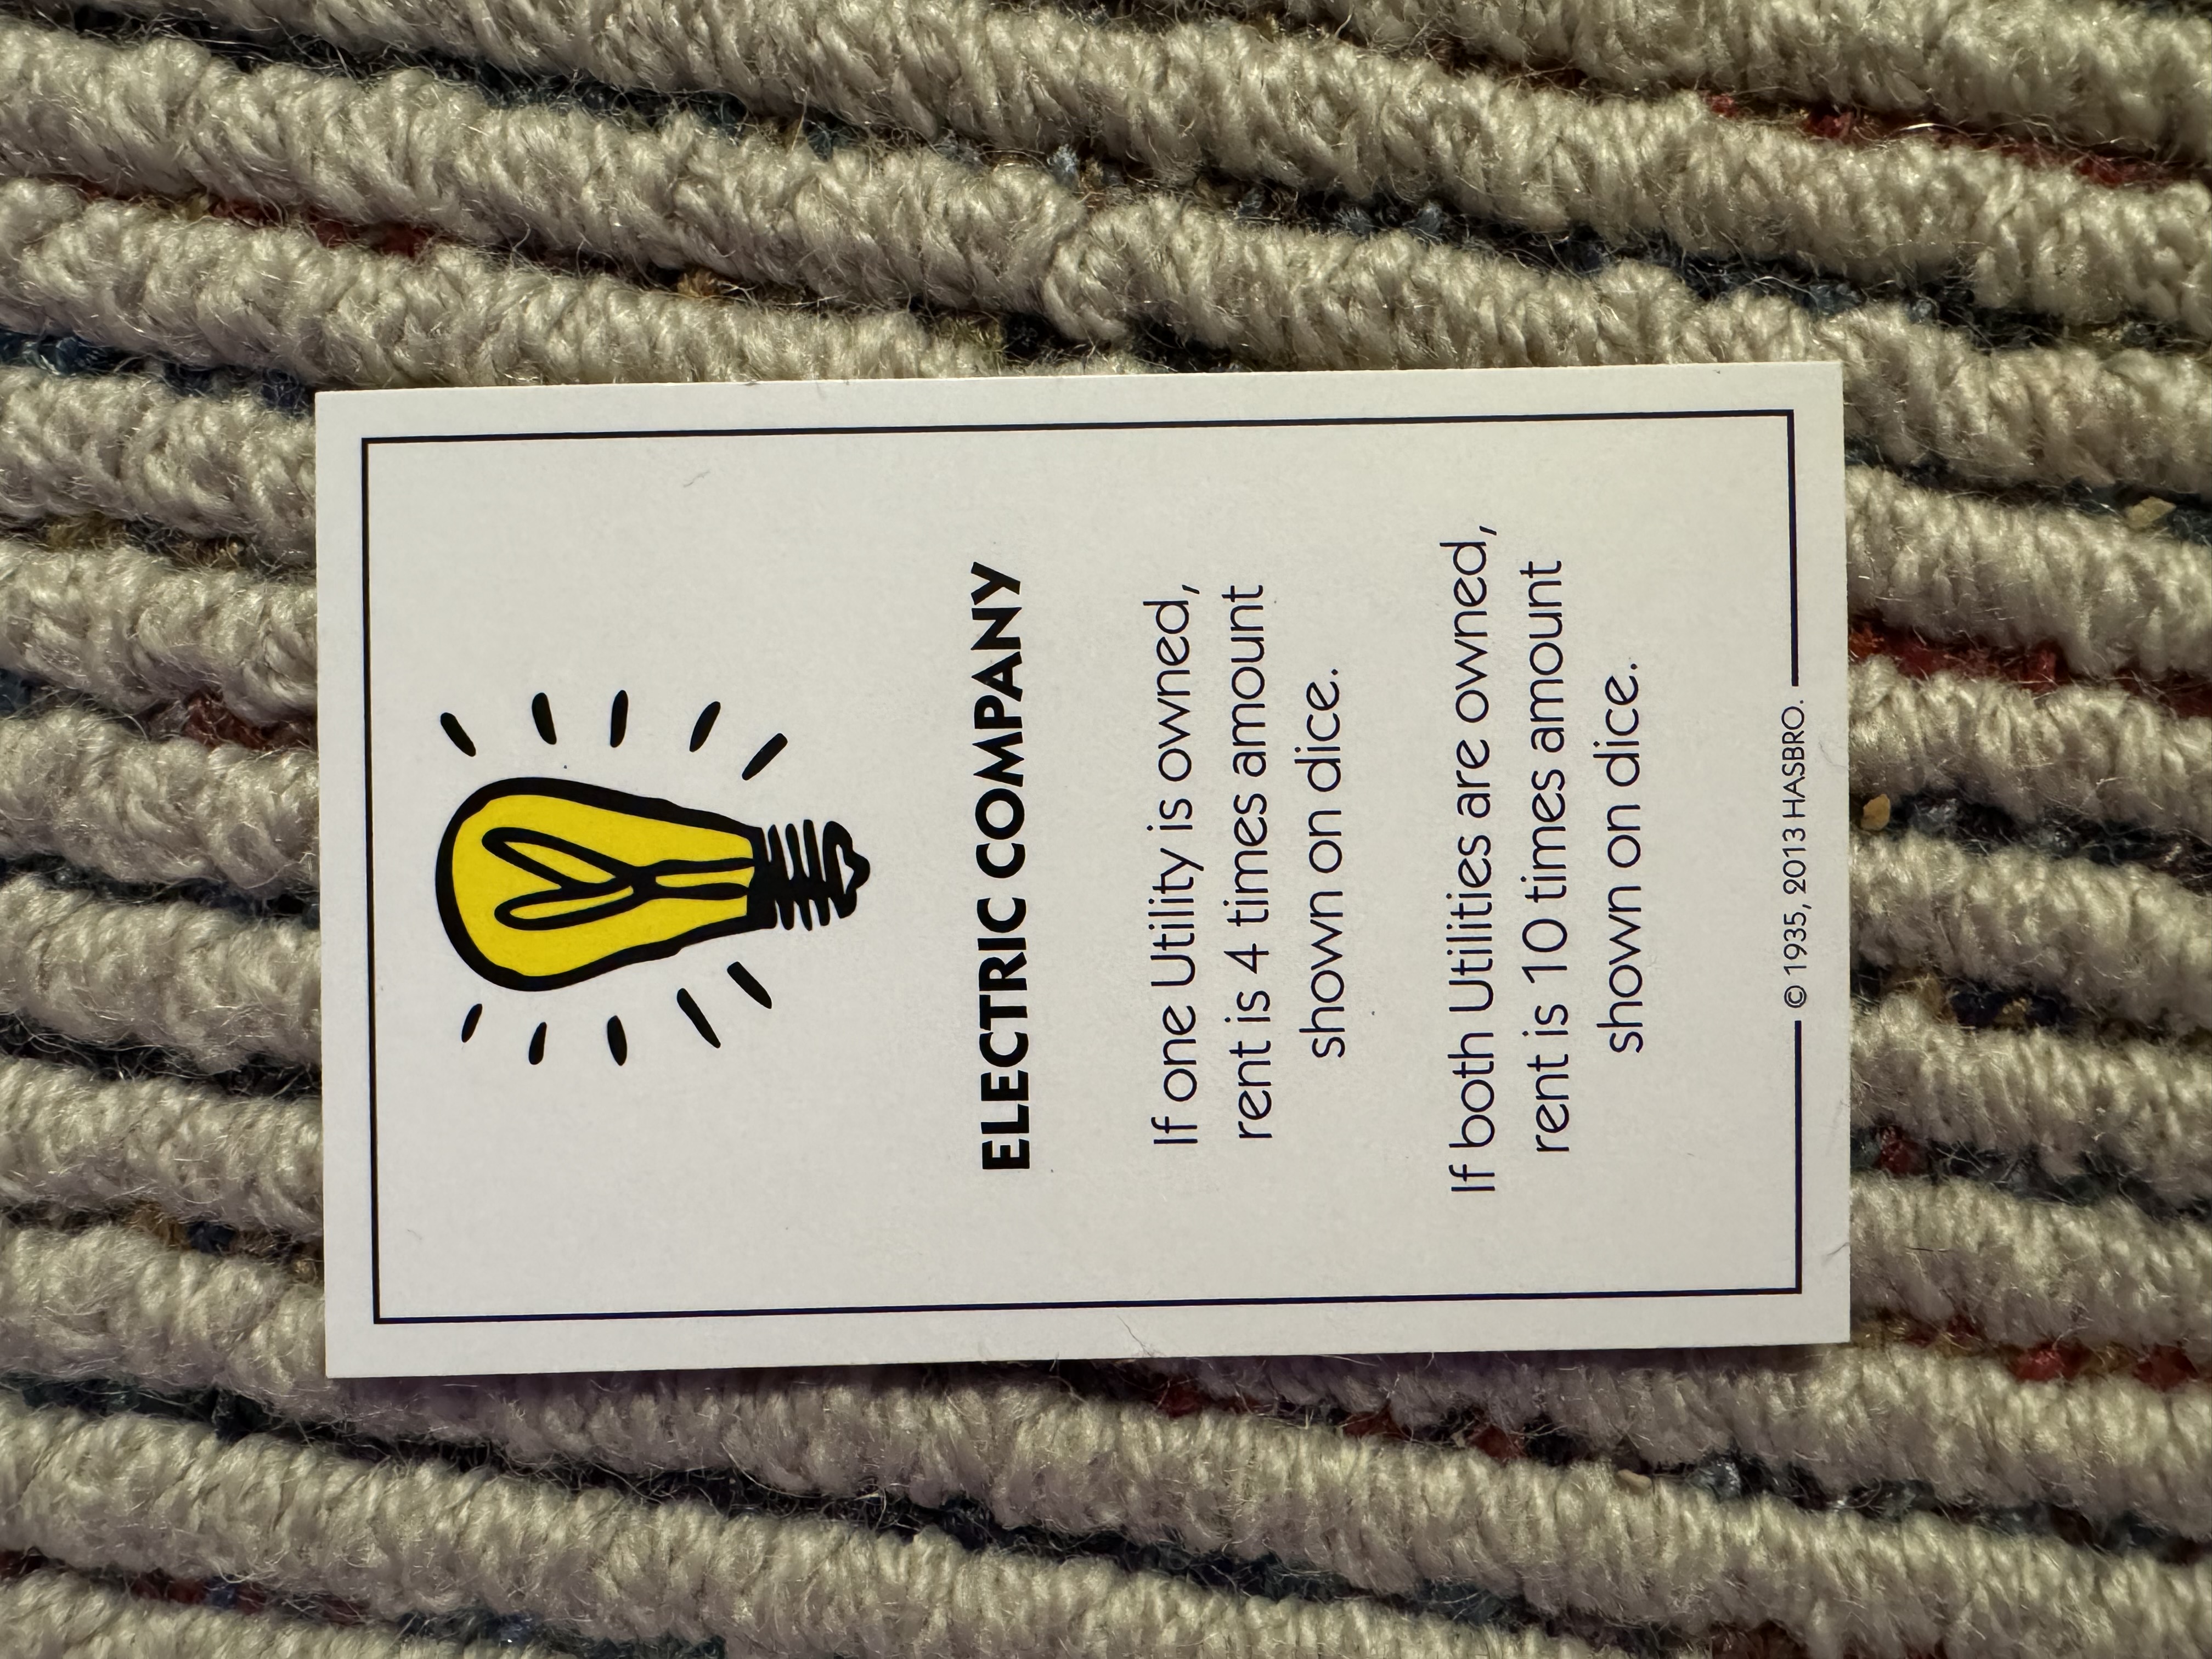 ELECTRIC COMPANY
If one Utility is owned,
rent is 4 times amount
shown on dice.
If both Utilities are owned,
rent is 10 times amount
shown on dice.
© 1935, 2013 HASBRO.